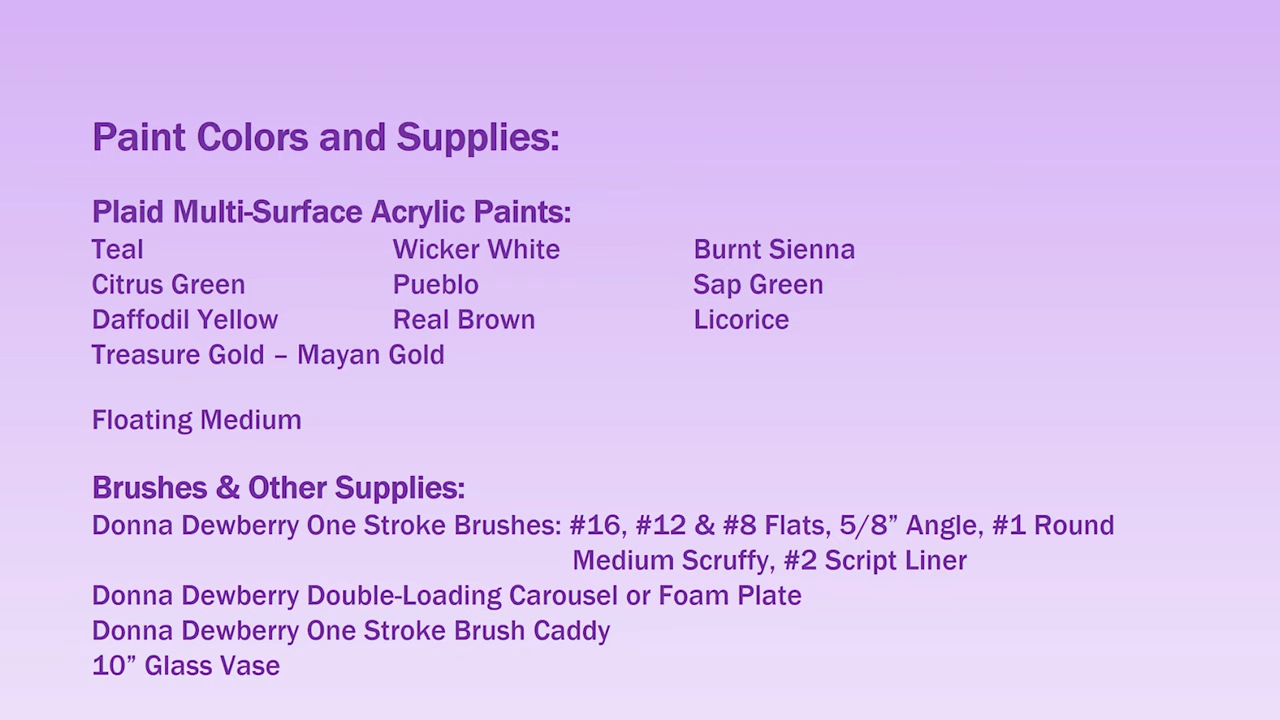 Paint Colors and Supplies:
Plaid Multi-Surface Acrylic Paints:
Teal Wicker White Burnt Sienna
Citrus Green Pueblo Sap Green
Daffodil Yellow Real Brown Licorice
Treasure Gold – Mayan Gold
Floating Medium
Brushes & Other Supplies:
Donna Dewberry One Stroke Brushes: #16, #12 & #8 Flats, 5/8” Angle, #1 Round
Medium Scruffy, #2 Script Liner
Donna Dewberry Double-Loading Carousel or Foam Plate
Donna Dewberry One Stroke Brush Caddy
10” Glass Vase